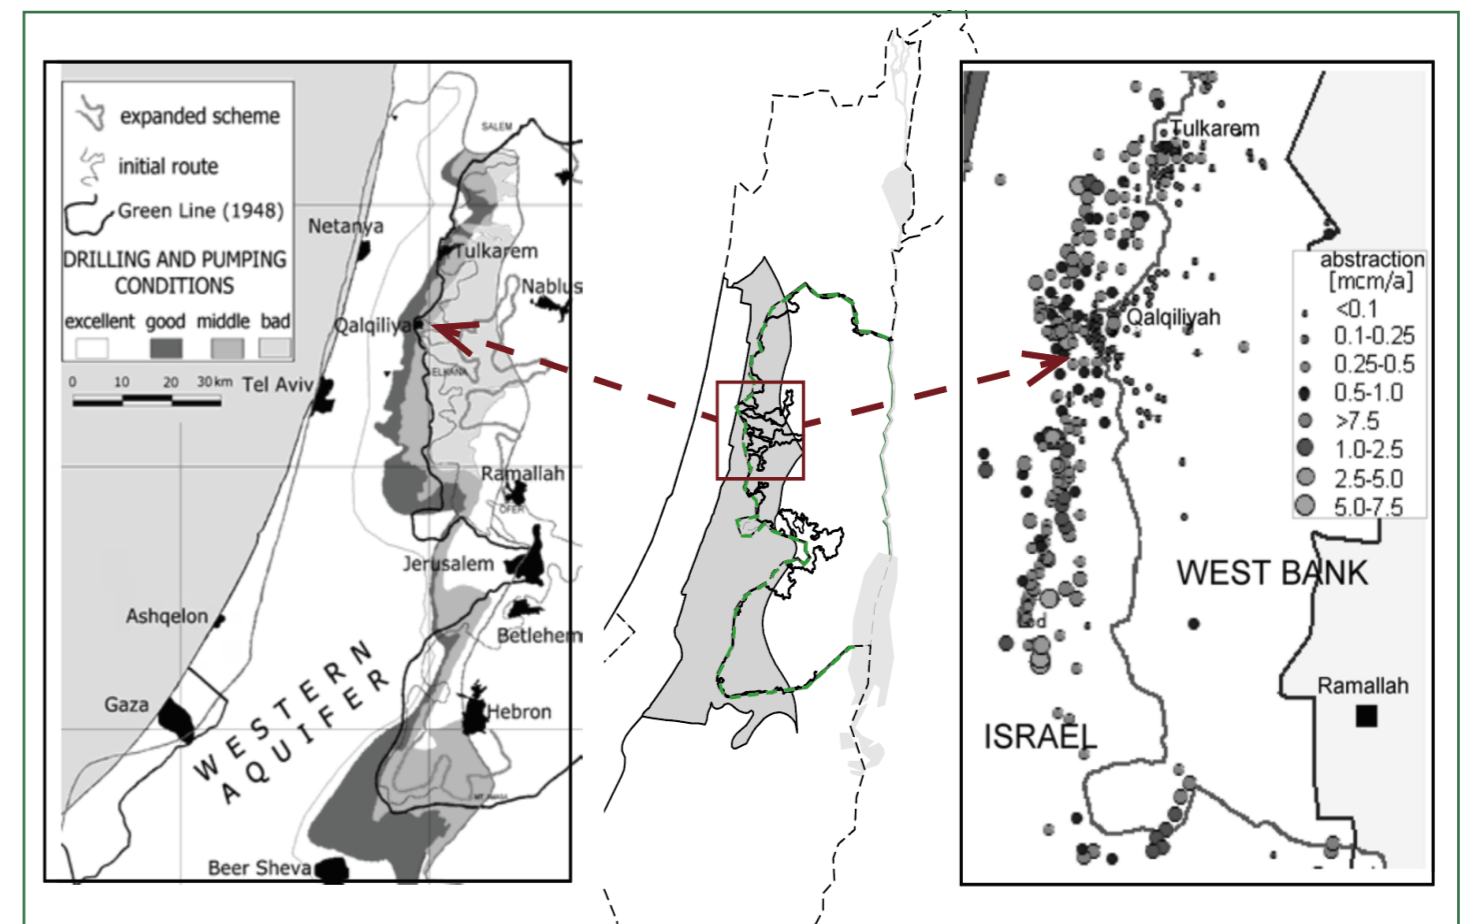 expanded scheme
initial route
Green Line (1948)
DRILLING AND PUMPING
CONDITIONS
excellent good middle bad
0 10 20 30 km
SALEM
Netanya
Tulkarem
Nablus
Qalqiliya
ELKANA
Tel Aviv
Ramallah
OFER
Jerusalem
Ashqelon
Betlehem
WESTERN
AQUIFER
Gaza
Hebron
Beer Sheva
Tulkarem
abstraction
[mcm/a]
<0.1
0.1-0.25
0.25-0.5
0.5-1.0
>7.5
1.0-2.5
2.5-5.0
5.0-7.5
Qalqiliyah
WEST BANK
Lod
Ramallah
ISRAEL